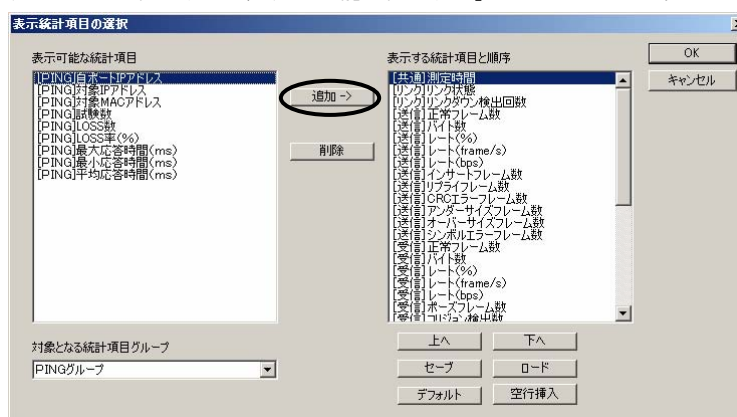 表示統計項目の選択
表示可能な統計項目
[PING]自ポートIPアドレス
[PING]対象IPアドレス
[PING]対象MACアドレス
[PING]試験数
[PING]LOSS数
[PING]LOSS率(%)
[PING]最大応答時間(ms)
[PING]最小応答時間(ms)
[PING]平均応答時間(ms)
対象となる統計項目グループ
PINGグループ
追加->
削除
表示する統計項目と順序
[共通]測定時間
[リンク]リンク状態
[リンク]リンクダウン検出回数
[送信]正常フレーム数
[送信]バイト数
[送信]レート(%)
[送信]レート(frame/s)
[送信]レート(bps)
[送信]インサートフレーム数
[送信]リプライフレーム数
[送信]CRCエラーフレーム数
[送信]アンダーサイズフレーム数
[送信]オーバーサイズフレーム数
[送信]シンボルエラーフレーム数
[受信]正常フレーム数
[受信]バイト数
[受信]レート(%)
[受信]レート(frame/s)
[受信]レート(bps)
[受信]ポーズフレーム数
[受信]コリジョン検出数
上へ
下へ
セーブ
ロード
デフォルト
空行挿入
OK
キャンセル